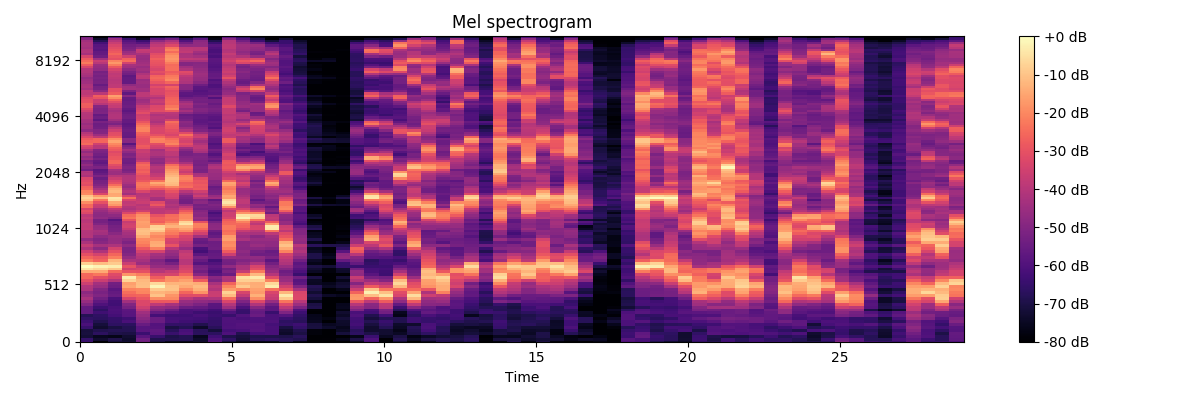 Mel spectrogram
Hz
8192
4096
2048
1024
512
0
0 5 10 15 20 25
Time
+0 dB
-10 dB
-20 dB
-30 dB
-40 dB
-50 dB
-60 dB
-70 dB
-80 dB